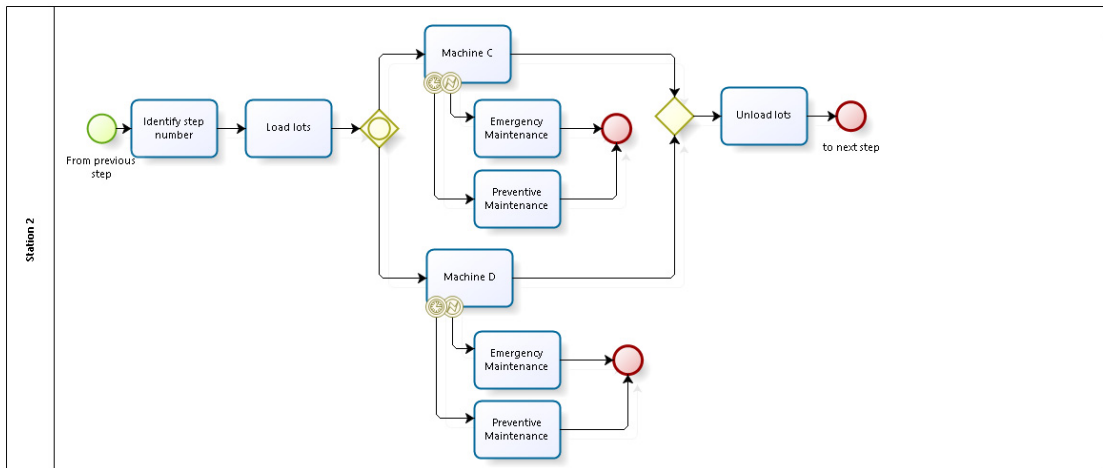 Station 2
From previous
step
Identify step
number
Load lots
Machine C
Emergency
Maintenance
Preventive
Maintenance
Machine D
Emergency
Maintenance
Preventive
Maintenance
Unload lots
to next step